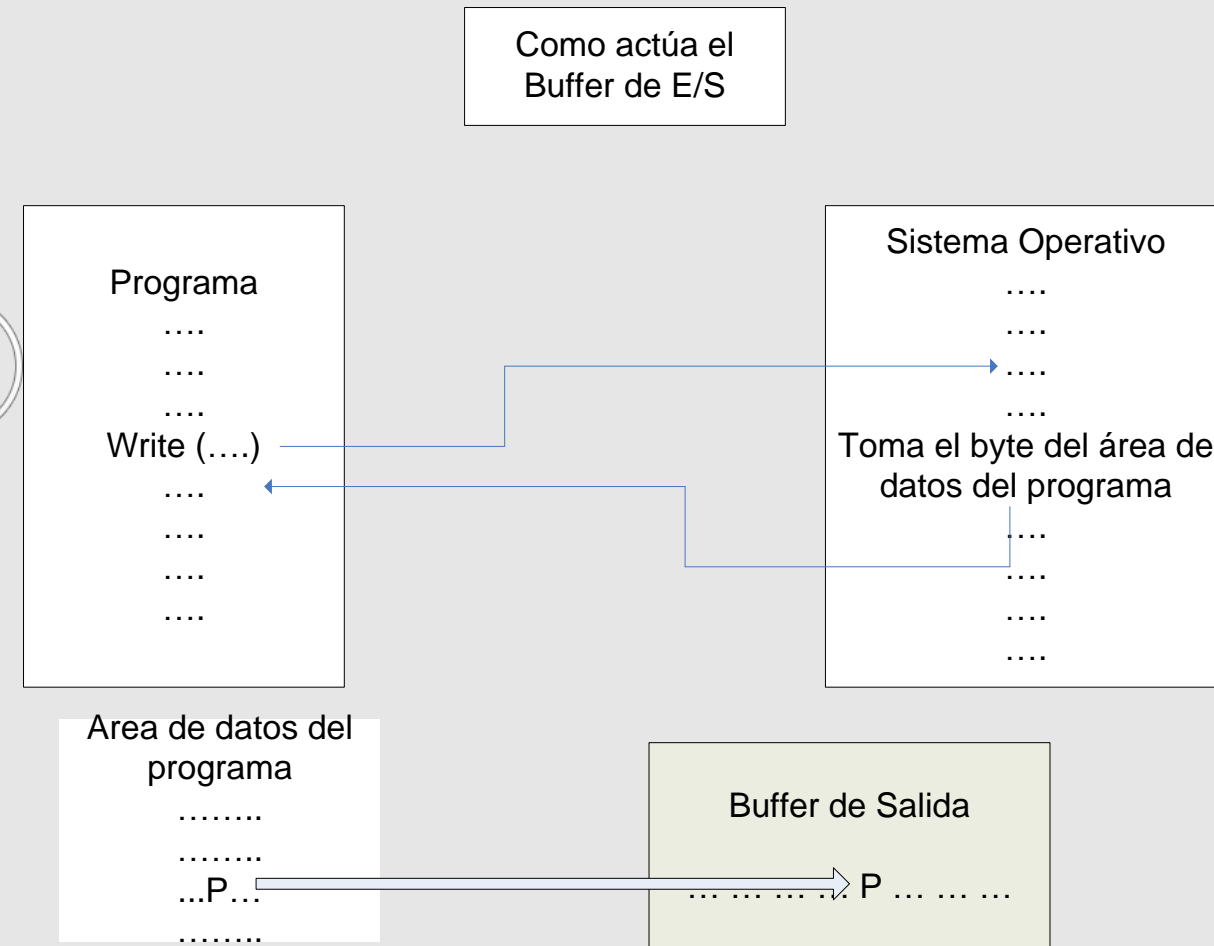 Como actúa el
Buffer de E/S
Programa
….
….
….
Write (….)
….
….
….
….
Sistema Operativo
….
….
….
….
Toma el byte del área de
datos del programa
….
….
….
….
Area de datos del
programa
……..
……..
...P…
……..
Buffer de Salida
… … … … P … … …